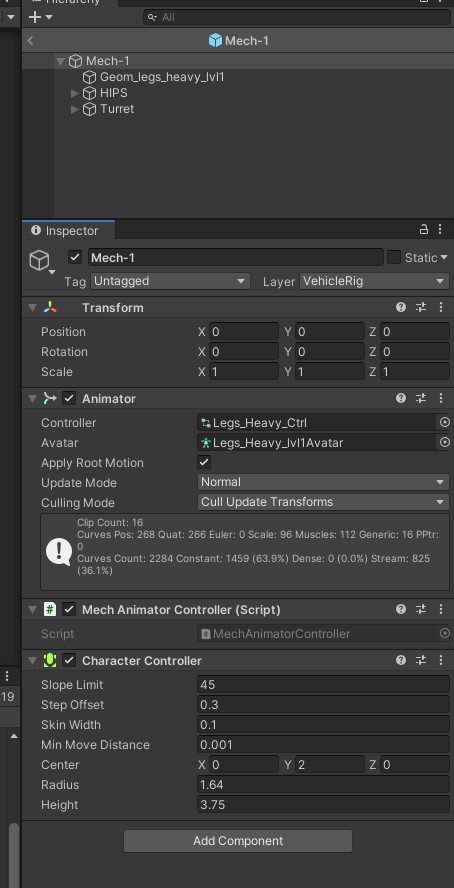 Hierarchy
All
Mech-1
Mech-1
Geom_legs_heavy_lvl1
HIPS
Turret
Inspector
Mech-1 Static
Tag Untagged Layer VehicleRig
Transform
Position X 0 Y 0 Z 0
Rotation X 0 Y 0 Z 0
Scale X 1 Y 1 Z 1
Animator
Controller Legs_Heavy_Ctrl
Avatar Legs_Heavy_lvl1Avatar
Apply Root Motion
Update Mode Normal
Culling Mode Cull Update Transforms
Clip Count: 16
Curves Pos: 268 Quat: 266 Euler: 0 Scale: 96 Muscles: 112 Generic: 16 PPtr:
0
Curves Count: 2284 Constant: 1459 (63.9%) Dense: 0 (0.0%) Stream: 825
(36.1%)
# Mech Animator Controller (Script)
Script # MechAnimatorController
19
Character Controller
Slope Limit 45
Step Offset 0.3
Skin Width 0.1
Min Move Distance 0.001
Center X 0 Y 2 Z 0
Radius 1.64
Height 3.75
Add Component